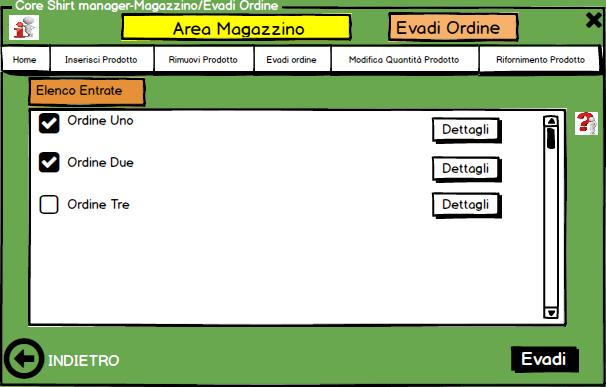 Core Shirt manager-Magazzino/Evadi Ordine
Area Magazzino
Evadi Ordine
Home Inserisci Prodotto Rimuovi Prodotto Evadi ordine Modifica Quantità Prodotto Rifornimento Prodotto
Elenco Entrate
Ordine Uno Dettagli
Ordine Due Dettagli
Ordine Tre Dettagli
INDIETRO
Evadi